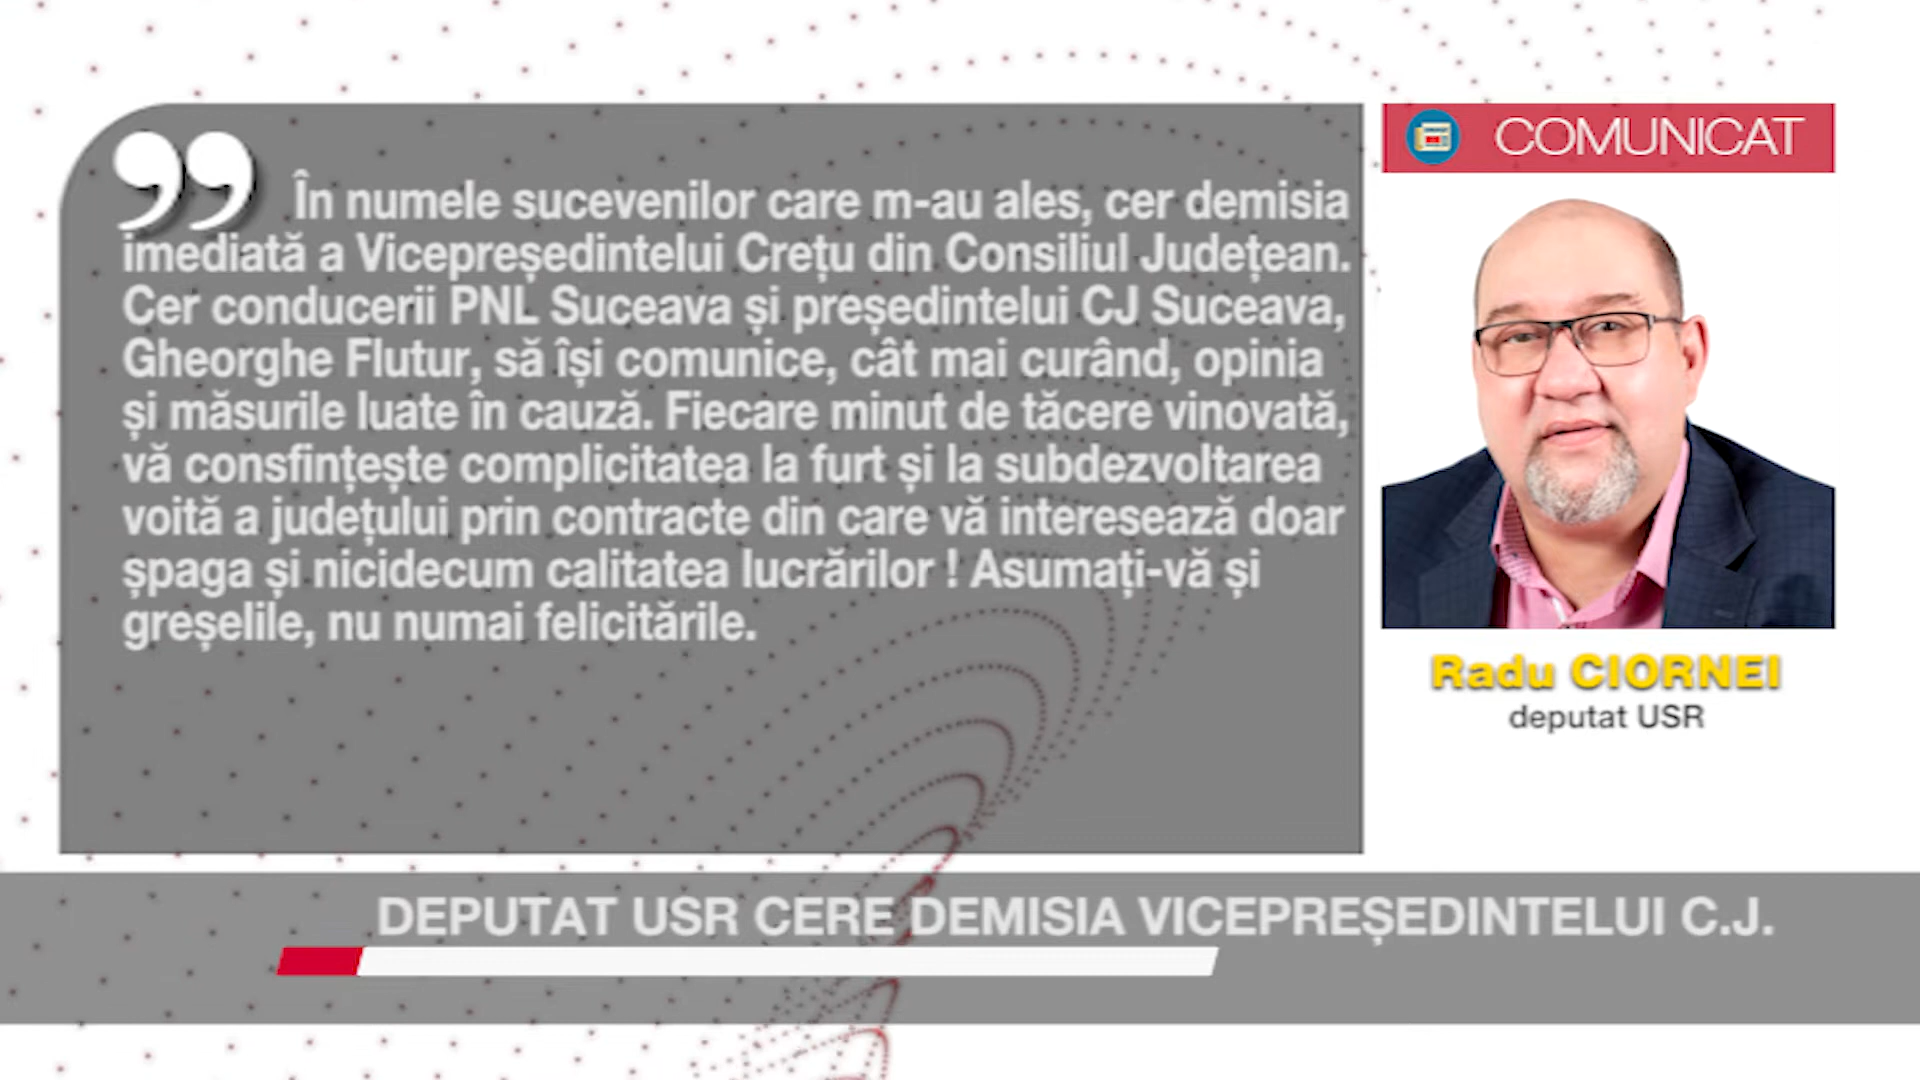 COMUNICAT
În numele sucevenilor care m-au ales, cer demisia
imediată a Vicepreședintelui Crețu din Consiliul Județean.
Cer conducerii PNL Suceava și președintelui CJ Suceava,
Gheorghe Flutur, să își comunice, cât mai curând, opinia
și măsurile luate în cauză. Fiecare minut de tăcere vinovată,
vă consfințește complicitatea la furt și la subdezvoltarea
voită a județului prin contracte din care vă interesează doar
șpaga și nicidecum calitatea lucrărilor ! Asumați-vă și
greșelile, nu numai felicitările.
Radu CIORNEI
deputat USR
DEPUTAT USR CERE DEMISIA VICEPREȘEDINTELUI C.J.